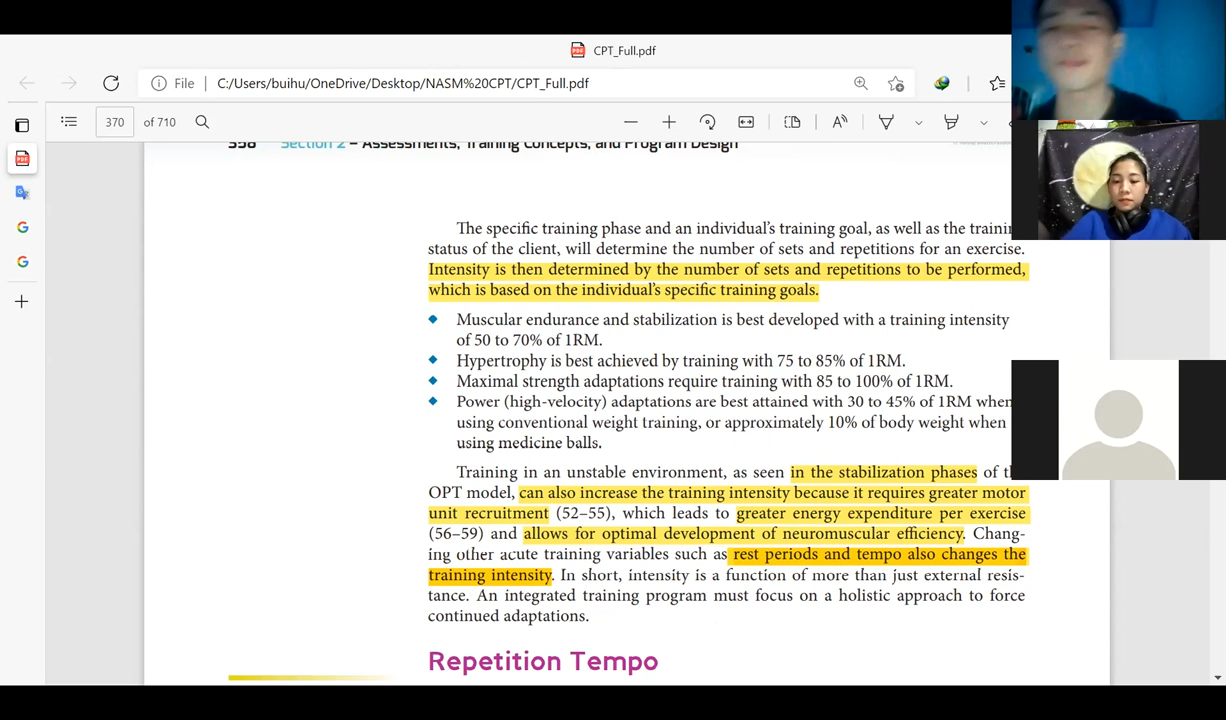 CPT_Full.pdf
File | C:/Users/buihu/OneDrive/Desktop/NASM%20CPT/CPT_Full.pdf
370 of 710
358 Section 2 – Assessments, Training Concepts, and Program Design
The specific training phase and an individual's training goal, as well as the
status of the client, will determine the number of sets and repetitions for an exercise.
Intensity is then determined by the number of sets and repetitions to be performed,
which is based on the individual's specific training goals.
Muscular endurance and stabilization is best developed with a training intensity
of 50 to 70% of 1RM.
Hypertrophy is best achieved by training with 75 to 85% of 1RM.
Maximal strength adaptations require training with 85 to 100% of 1RM.
Power (high-velocity) adaptations are best attained with 30 to 45% of 1RM when
using conventional weight training, or approximately 10% of body weight when
using medicine balls.
Training in an unstable environment, as seen in the stabilization phases of
OPT model, can also increase the training intensity because it requires greater motor
unit recruitment (52–55), which leads to greater energy expenditure per exercise
(56–59) and allows for optimal development of neuromuscular efficiency. Chang-
ing other acute training variables such as rest periods and tempo also changes the
training intensity. In short, intensity is a function of more than just external resis-
tance. An integrated training program must focus on a holistic approach to force
continued adaptations.
Repetition Tempo